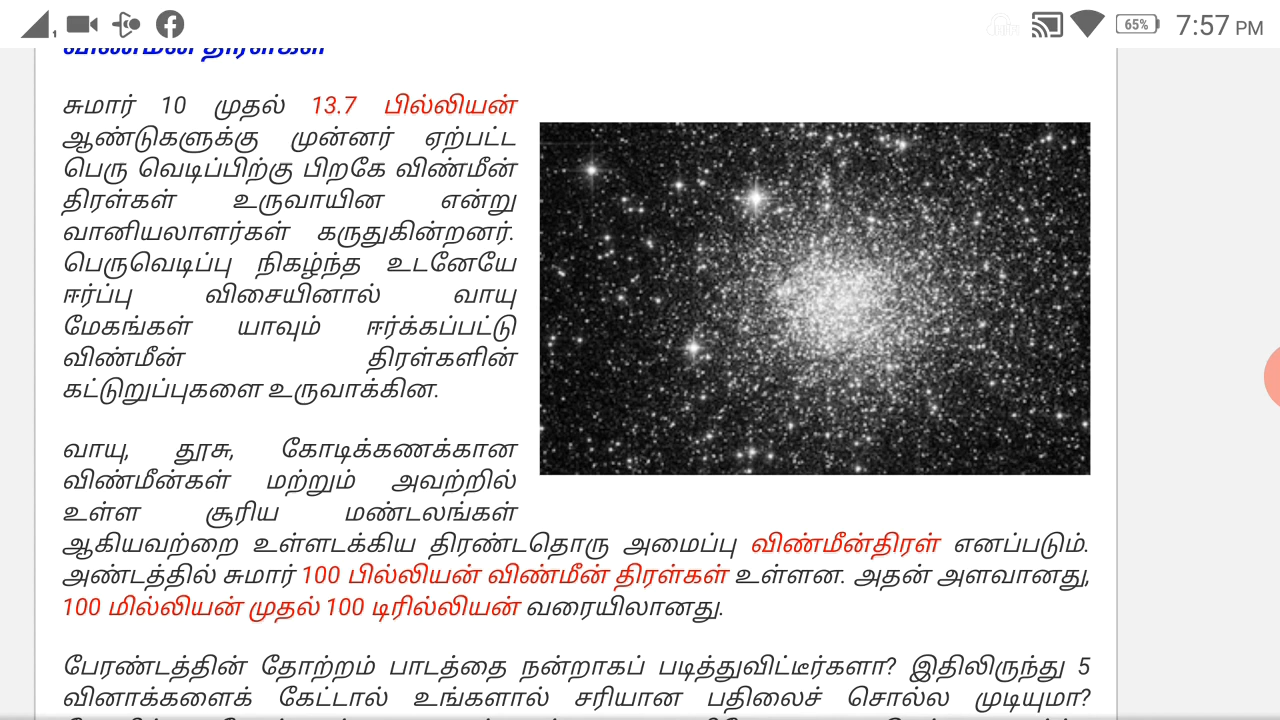 7:57 PM
65%
விண்மீன் திரள்கள்
சுமார் 10 முதல் 13.7 பில்லியன்
ஆண்டுகளுக்கு முன்னர் ஏற்பட்ட
பெரு வெடிப்பிற்கு பிறகே விண்மீன்
திரள்கள் உருவாயின என்று
வானியலாளர்கள் கருதுகின்றனர்.
பெருவெடிப்பு நிகழ்ந்த உடனேயே
ஈர்ப்பு விசையினால் வாயு
மேகங்கள் யாவும் ஈர்க்கப்பட்டு
விண்மீன் திரள்களின்
கட்டுறுப்புகளை உருவாக்கின.
வாயு, தூசு, கோடிக்கணக்கான
விண்மீன்கள் மற்றும் அவற்றில்
உள்ள சூரிய மண்டலங்கள்
ஆகியவற்றை உள்ளடக்கிய திரண்டதொரு அமைப்பு விண்மீன்திரள் எனப்படும்.
அண்டத்தில் சுமார் 100 பில்லியன் விண்மீன் திரள்கள் உள்ளன. அதன் அளவானது,
100 மில்லியன் முதல் 100 டிரில்லியன் வரையிலானது.
பேரண்டத்தின் தோற்றம் பாடத்தை நன்றாகப் படித்துவிட்டீர்களா? இதிலிருந்து 5
வினாக்களைக் கேட்டால் உங்களால் சரியான பதிலைச் சொல்ல முடியுமா?